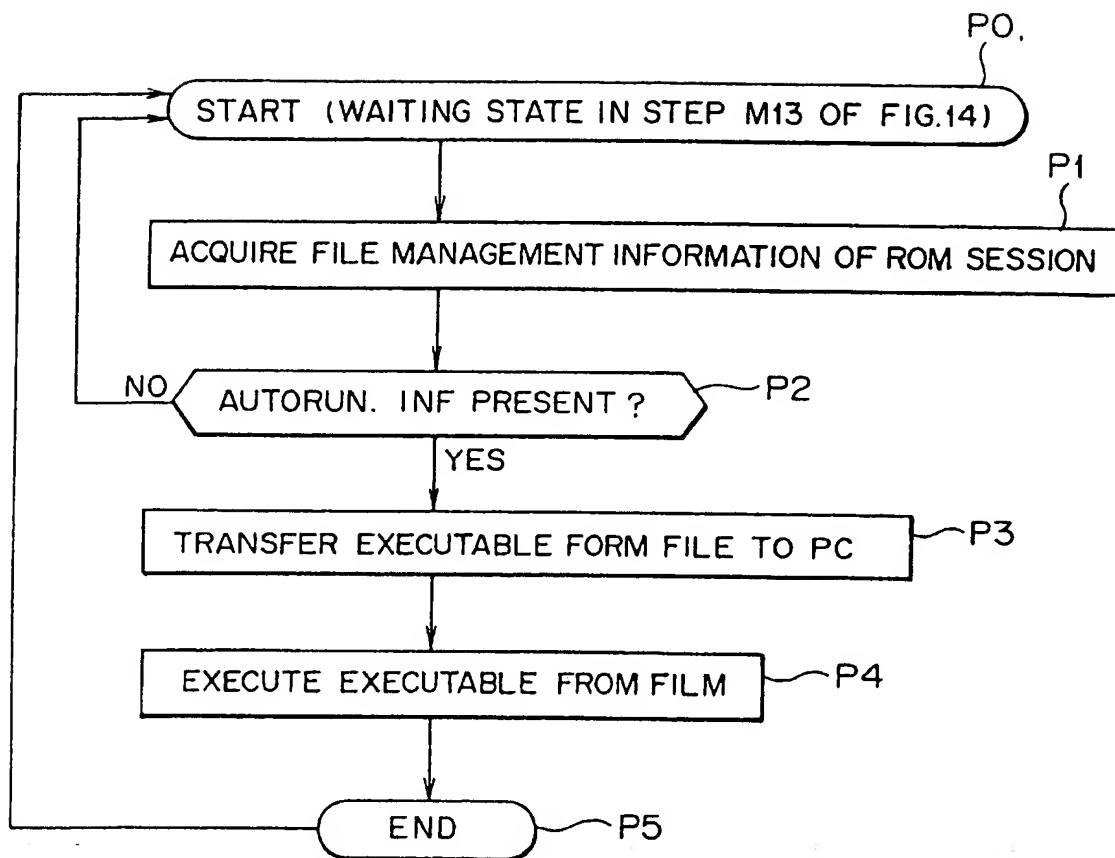 P0.
START (WAITING STATE IN STEP M13 OF FIG.14)
P1
ACQUIRE FILE MANAGEMENT INFORMATION OF ROM SESSION
NO
AUTORUN. INF PRESENT ?
P2
YES
TRANSFER EXECUTABLE FORM FILE TO PC
P3
EXECUTE EXECUTABLE FROM FILM
P4
END
P5